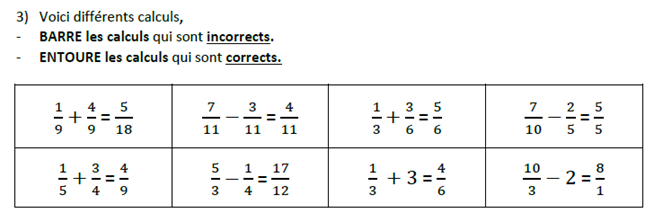 3) Voici différents calculs,
- BARRE les calculs qui sont incorrects.
- ENTOURE les calculs qui sont corrects.
1/9 + 4/9 = 5/18
7/11 − 3/11 = 4/11
1/3 + 3/6 = 5/6
7/10 − 2/5 = 5/5
1/5 + 3/4 = 4/9
5/3 − 1/4 = 17/12
1/3 + 3 = 4/6
10/3 − 2 = 8/1